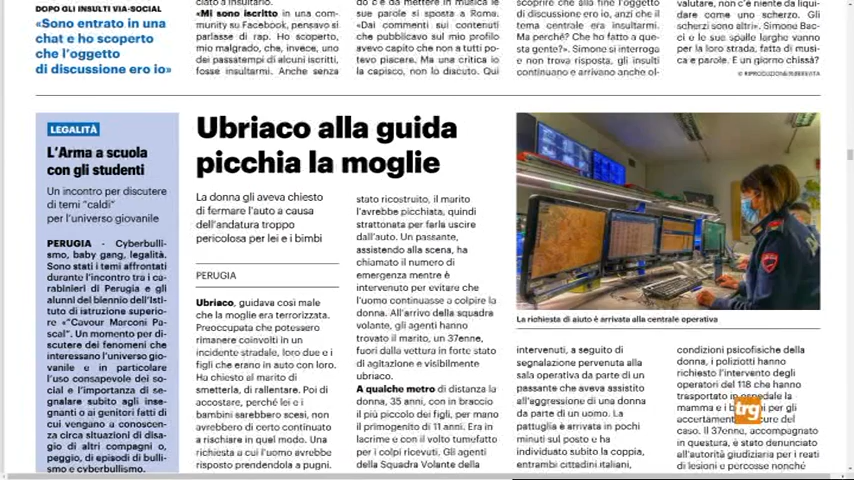 DOPO GLI INSULTI VIA-SOCIAL
«Sono entrato in una
chat e ho scoperto
che l'oggetto
di discussione ero io»
ciato a insultarlo.
«Mi sono iscritto in una com-
munity su Facebook, pensavo si
parlasse di rap. Ho scoperto,
mio malgrado, che, invece, uno
dei passatempi di alcuni iscritti,
fosse insultarmi. Anche senza
sue parole si sposta a Roma.
«Dai commenti sui contenuti
che pubblicavo sul mio profilo
avevo capito che non a tutti po-
tevo piacere. Ma una critica io
la capisco, non la discuto. Qui
scoprire che alla fine l'oggetto
di discussione ero io, anzi che il
tema centrale era insultarmi.
Ma perché? Che ho fatto a que-
sta gente?». Simone si interroga
e non trova risposta, gli insulti
continuano e arrivano anche ol-
valutare, non c'è niente da liqui-
dare come uno scherzo. Gli
scherzi sono altri». Simone Bac-
ci e le sue spalle larghe vanno
per la loro strada, fatta di musi-
ca e parole. E un giorno chissà?
© RIPRODUZIONE RISERVATA
LEGALITÀ
L'Arma a scuola
con gli studenti
Un incontro per discutere
di temi "caldi"
per l'universo giovanile
PERUGIA - Cyberbulli-
smo, baby gang, legalità.
Sono stati i temi affrontati
durante l'incontro tra i ca-
rabinieri di Perugia e gli
alunni del biennio dell'Isti-
tuto di istruzione superio-
re «"Cavour Marconi Pa-
scal". Un momento per di-
scutere dei fenomeni che
interessano l'universo gio-
vanile e in particolare
l'uso consapevole dei so-
cial e l'importanza di se-
gnalare subito agli inse-
gnanti o ai genitori fatti di
cui vengano a conoscen-
za circa situazioni di disa-
gio di altri compagni o,
peggio, di episodi di bulli-
smo e cyberbullismo.
Ubriaco alla guida
picchia la moglie
La donna gli aveva chiesto
di fermare l'auto a causa
dell'andatura troppo
pericolosa per lei e i bimbi
PERUGIA
Ubriaco, guidava così male
che la moglie era terrorizzata.
Preoccupata che potessero
rimanere coinvolti in un
incidente stradale, loro due e i
figli che erano in auto con loro.
Ha chiesto al marito di
smetterla, di rallentare. Poi di
accostare, perché lei e i
bambini sarebbero scesi, non
avrebbero di certo continuato
a rischiare in quel modo. Una
richiesta a cui l'uomo avrebbe
risposto prendendola a pugni.
stato ricostruito, il marito
l'avrebbe picchiata, quindi
strattonata per farla uscire
dall'auto. Un passante,
assistendo alla scena, ha
chiamato il numero di
emergenza mentre è
intervenuto per evitare che
l'uomo continuasse a colpire la
donna. All'arrivo della squadra
volante, gli agenti hanno
trovato il marito, un 37enne,
fuori dalla vettura in forte stato
di agitazione e visibilmente
ubriaco.
A qualche metro di distanza la
donna, 35 anni, con in braccio
il più piccolo dei figli, per mano
il primogenito di 11 anni. Era in
lacrime e con il volto tumefatto
per i colpi ricevuti. Gli agenti
della Squadra Volante della
La richiesta di aiuto è arrivata alla centrale operativa
intervenuti, a seguito di
segnalazione pervenuta alla
sala operativa da parte di un
passante che aveva assistito
all'aggressione di una donna
da parte di un uomo. La
pattuglia è arrivata in pochi
minuti sul posto e ha
individuato subito la coppia,
entrambi cittadini italiani,
condizioni psicofisiche della
donna, i poliziotti hanno
richiesto l'intervento degli
operatori del 118 che hanno
trasportato in ospedale la
mamma e i per gli
accertamenti cure del
caso. Il 37enne, accompagnato
in questura, è stato denunciato
all'autorità giudiziaria per i reati
di lesioni e percosse nonché
trg